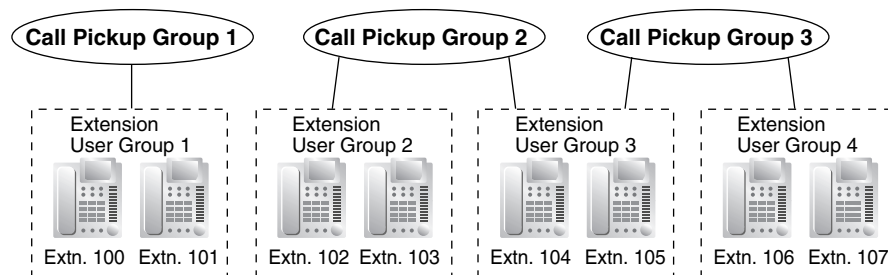 Call Pickup Group 1
Call Pickup Group 2
Call Pickup Group 3
Extension
User Group 1
Extension
User Group 2
Extension
User Group 3
Extension
User Group 4
Extn. 100
Extn. 101
Extn. 102
Extn. 103
Extn. 104
Extn. 105
Extn. 106
Extn. 107